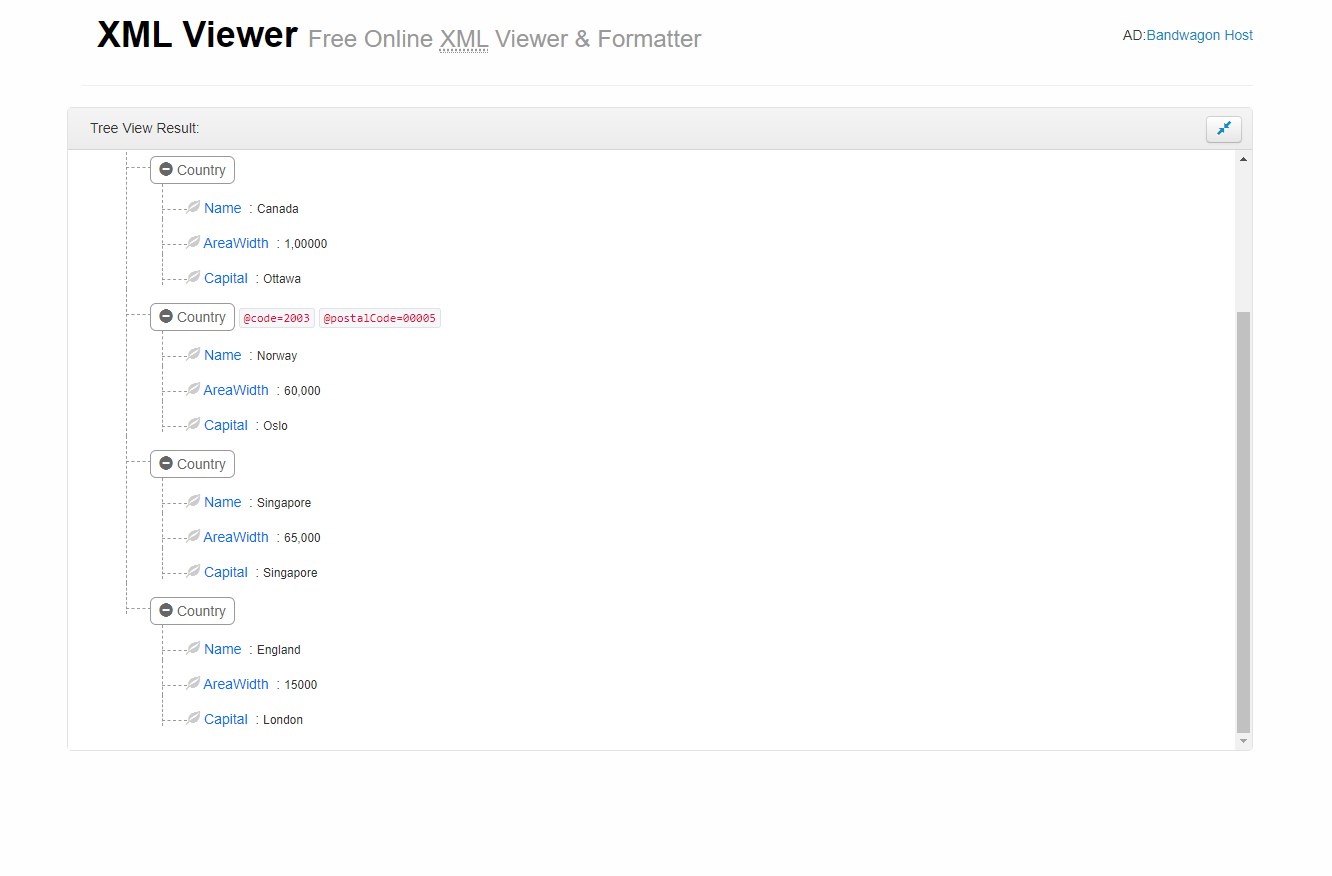 XML Viewer Free Online XML Viewer & Formatter
AD:Bandwagon Host
Tree View Result:
Country
Name : Canada
AreaWidth : 1,00000
Capital : Ottawa
Country @code=2003 @postalCode=00005
Name : Norway
AreaWidth : 60,000
Capital : Oslo
Country
Name : Singapore
AreaWidth : 65,000
Capital : Singapore
Country
Name : England
AreaWidth : 15000
Capital : London